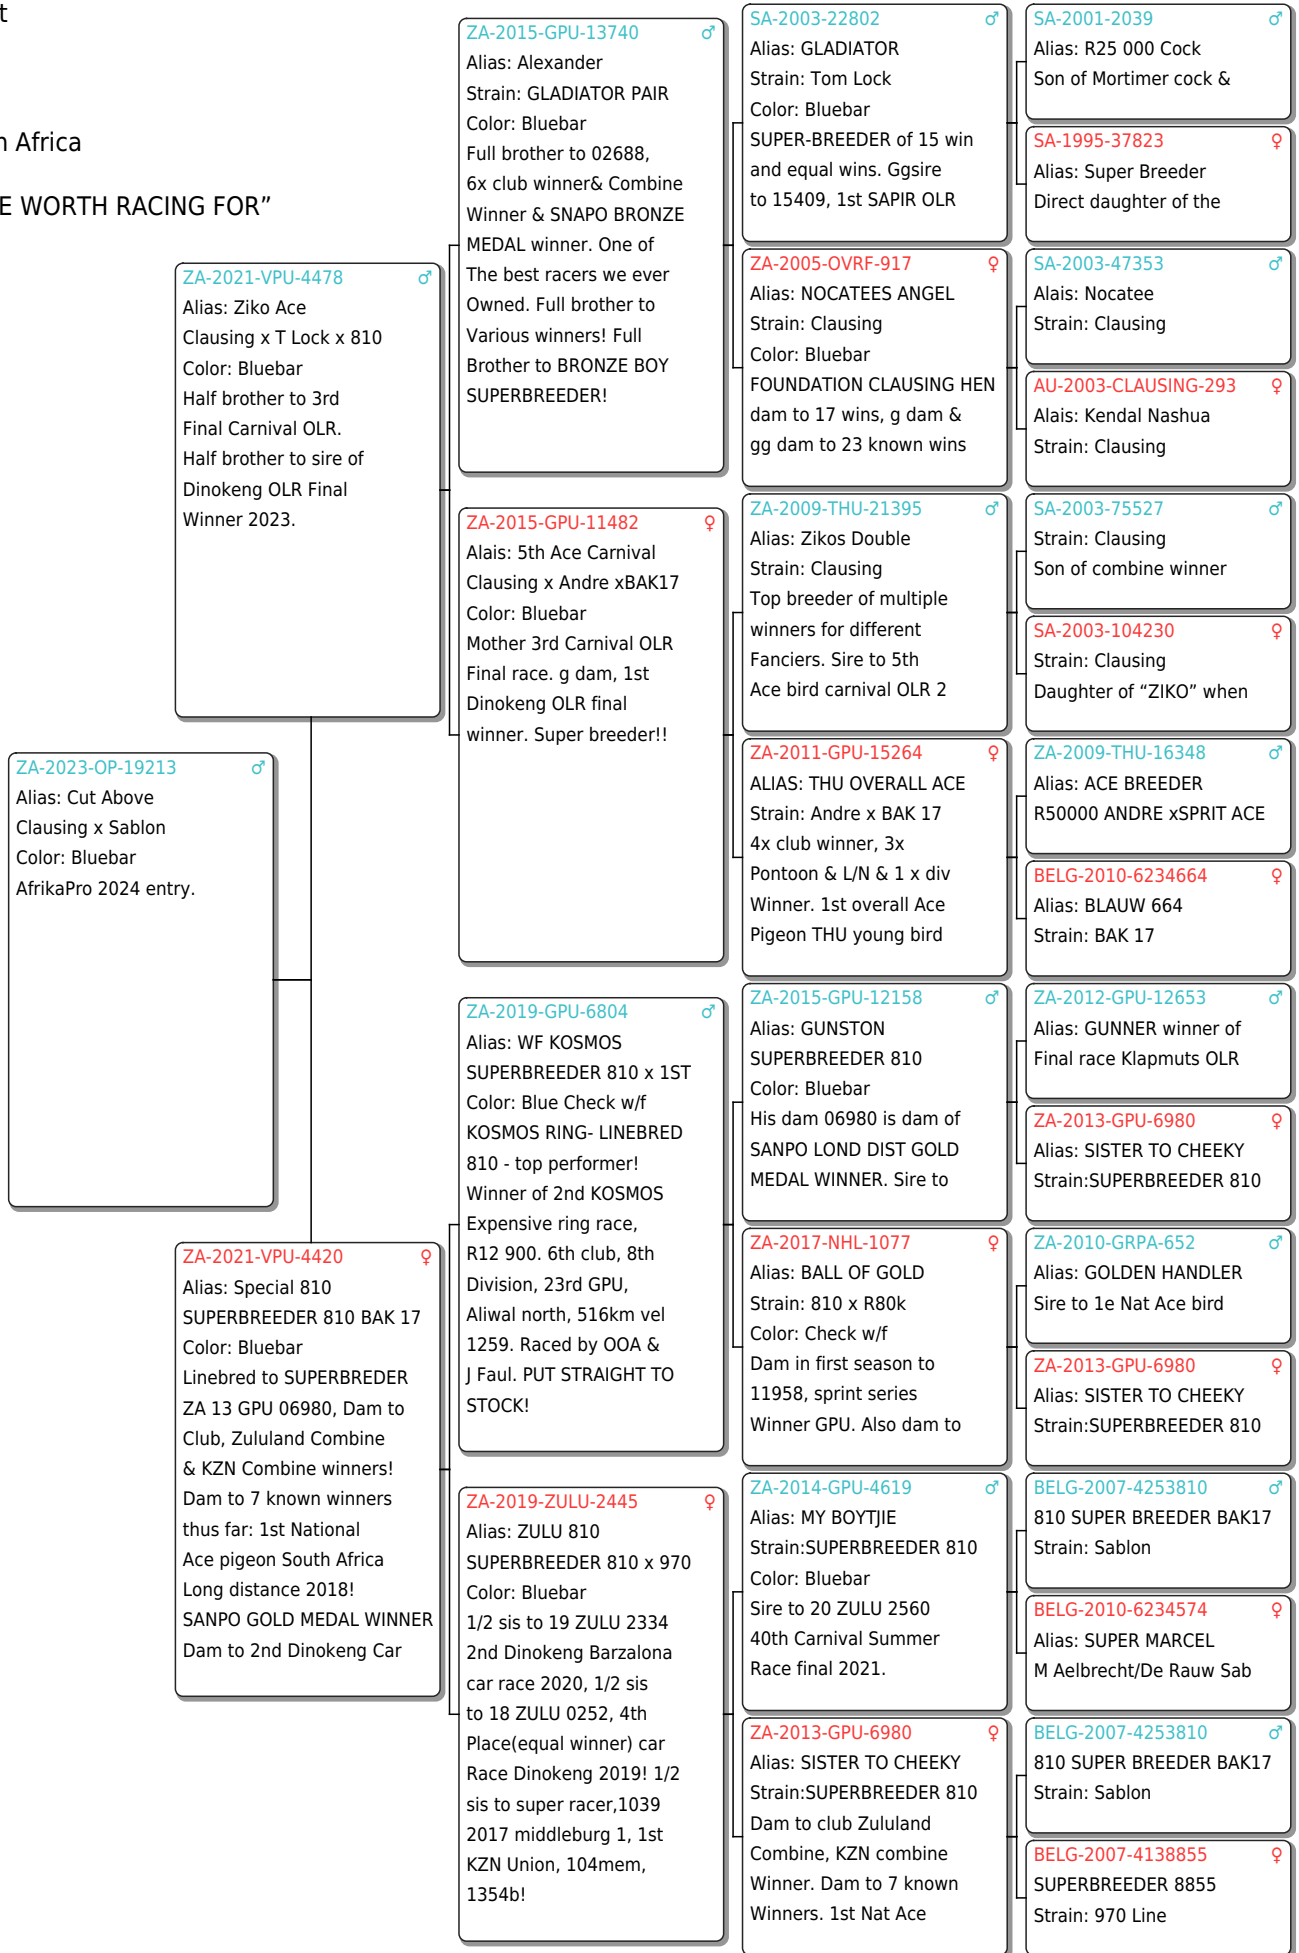 t
n Africa
E WORTH RACING FOR”
ZA-2023-OP-19213 ♂
Alias: Cut Above
Clausing x Sablon
Color: Bluebar
AfrikaPro 2024 entry.
ZA-2021-VPU-4478 ♂
Alias: Ziko Ace
Clausing x T Lock x 810
Color: Bluebar
Half brother to 3rd
Final Carnival OLR.
Half brother to sire of
Dinokeng OLR Final
Winner 2023.
ZA-2021-VPU-4420 ♀
Alias: Special 810
SUPERBREEDER 810 BAK 17
Color: Bluebar
Linebred to SUPERBREDER
ZA 13 GPU 06980, Dam to
Club, Zululand Combine
& KZN Combine winners!
Dam to 7 known winners
thus far: 1st National
Ace pigeon South Africa
Long distance 2018!
SANPO GOLD MEDAL WINNER
Dam to 2nd Dinokeng Car
ZA-2015-GPU-13740 ♂
Alias: Alexander
Strain: GLADIATOR PAIR
Color: Bluebar
Full brother to 02688,
6x club winner& Combine
Winner & SNAPO BRONZE
MEDAL winner. One of
The best racers we ever
Owned. Full brother to
Various winners! Full
Brother to BRONZE BOY
SUPERBREEDER!
ZA-2015-GPU-11482 ♀
Alais: 5th Ace Carnival
Clausing x Andre xBAK17
Color: Bluebar
Mother 3rd Carnival OLR
Final race. g dam, 1st
Dinokeng OLR final
winner. Super breeder!!
ZA-2019-GPU-6804 ♂
Alias: WF KOSMOS
SUPERBREEDER 810 x 1ST
Color: Blue Check w/f
KOSMOS RING- LINEBRED
810 - top performer!
Winner of 2nd KOSMOS
Expensive ring race,
R12 900. 6th club, 8th
Division, 23rd GPU,
Aliwal north, 516km vel
1259. Raced by OOA &
J Faul. PUT STRAIGHT TO
STOCK!
ZA-2019-ZULU-2445 ♀
Alias: ZULU 810
SUPERBREEDER 810 x 970
Color: Bluebar
1/2 sis to 19 ZULU 2334
2nd Dinokeng Barzalona
car race 2020, 1/2 sis
to 18 ZULU 0252, 4th
Place(equal winner) car
Race Dinokeng 2019! 1/2
sis to super racer,1039
2017 middleburg 1, 1st
KZN Union, 104mem,
1354b!
SA-2003-22802 ♂
Alias: GLADIATOR
Strain: Tom Lock
Color: Bluebar
SUPER-BREEDER of 15 win
and equal wins. Ggsire
to 15409, 1st SAPIR OLR
ZA-2005-OVRF-917 ♀
Alias: NOCATEES ANGEL
Strain: Clausing
Color: Bluebar
FOUNDATION CLAUSING HEN
dam to 17 wins, g dam &
gg dam to 23 known wins
ZA-2009-THU-21395 ♂
Alias: Zikos Double
Strain: Clausing
Top breeder of multiple
winners for different
Fanciers. Sire to 5th
Ace bird carnival OLR 2
ZA-2011-GPU-15264 ♀
ALIAS: THU OVERALL ACE
Strain: Andre x BAK 17
4x club winner, 3x
Pontoon & L/N & 1 x div
Winner. 1st overall Ace
Pigeon THU young bird
ZA-2015-GPU-12158 ♂
Alias: GUNSTON
SUPERBREEDER 810
Color: Bluebar
His dam 06980 is dam of
SANPO LOND DIST GOLD
MEDAL WINNER. Sire to
ZA-2017-NHL-1077 ♀
Alias: BALL OF GOLD
Strain: 810 x R80k
Color: Check w/f
Dam in first season to
11958, sprint series
Winner GPU. Also dam to
ZA-2014-GPU-4619 ♂
Alias: MY BOYTJIE
Strain:SUPERBREEDER 810
Color: Bluebar
Sire to 20 ZULU 2560
40th Carnival Summer
Race final 2021.
ZA-2013-GPU-6980 ♀
Alias: SISTER TO CHEEKY
Strain:SUPERBREEDER 810
Dam to club Zululand
Combine, KZN combine
Winner. Dam to 7 known
Winners. 1st Nat Ace
SA-2001-2039 ♂
Alias: R25 000 Cock
Son of Mortimer cock &
SA-1995-37823 ♀
Alias: Super Breeder
Direct daughter of the
SA-2003-47353 ♂
Alais: Nocatee
Strain: Clausing
AU-2003-CLAUSING-293 ♀
Alais: Kendal Nashua
Strain: Clausing
SA-2003-75527 ♂
Strain: Clausing
Son of combine winner
SA-2003-104230 ♀
Strain: Clausing
Daughter of “ZIKO” when
ZA-2009-THU-16348 ♂
Alias: ACE BREEDER
R50000 ANDRE xSPRIT ACE
BELG-2010-6234664 ♀
Alias: BLAUW 664
Strain: BAK 17
ZA-2012-GPU-12653 ♂
Alias: GUNNER winner of
Final race Klapmuts OLR
ZA-2013-GPU-6980 ♀
Alias: SISTER TO CHEEKY
Strain:SUPERBREEDER 810
ZA-2010-GRPA-652 ♂
Alias: GOLDEN HANDLER
Sire to 1e Nat Ace bird
ZA-2013-GPU-6980 ♀
Alias: SISTER TO CHEEKY
Strain:SUPERBREEDER 810
BELG-2007-4253810 ♂
810 SUPER BREEDER BAK17
Strain: Sablon
BELG-2010-6234574 ♀
Alias: SUPER MARCEL
M Aelbrecht/De Rauw Sab
BELG-2007-4253810 ♂
810 SUPER BREEDER BAK17
Strain: Sablon
BELG-2007-4138855 ♀
SUPERBREEDER 8855
Strain: 970 Line